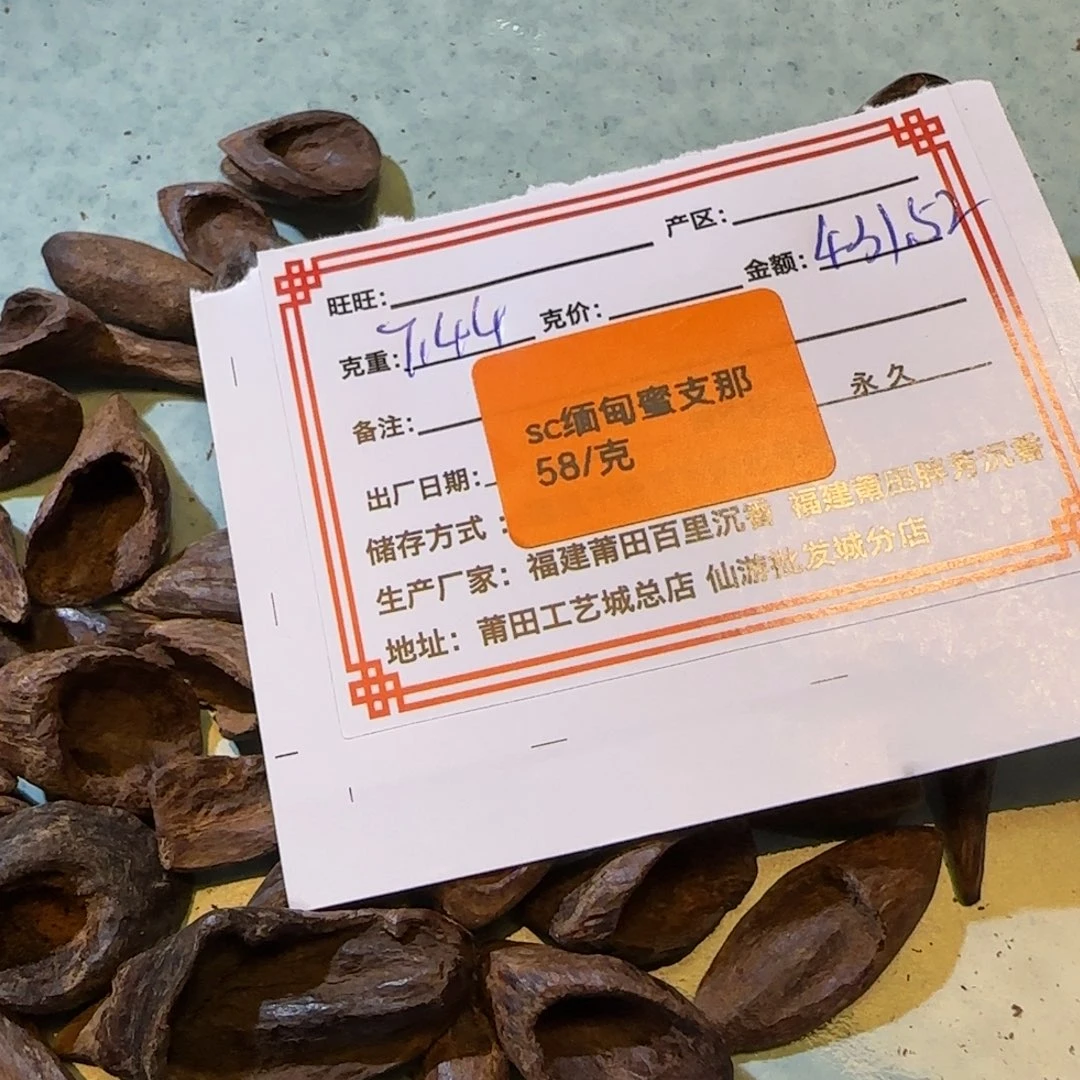 旺旺：
产区：
克重：7.44
克价：
金额：431.52
备注：
永久
出厂日期：
sc缅甸蜜支那
58/克
储存方式：
生产厂家：福建莆田百里沉香 福建莆田胖芳沉香
地址：莆田工艺城总店 仙游批发城分店